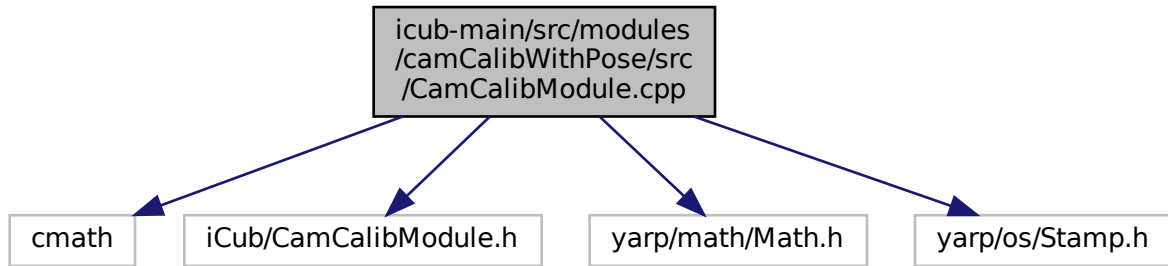 icub-main/src/modules
/camCalibWithPose/src
/CamCalibModule.cpp
cmath
iCub/CamCalibModule.h
yarp/math/Math.h
yarp/os/Stamp.h